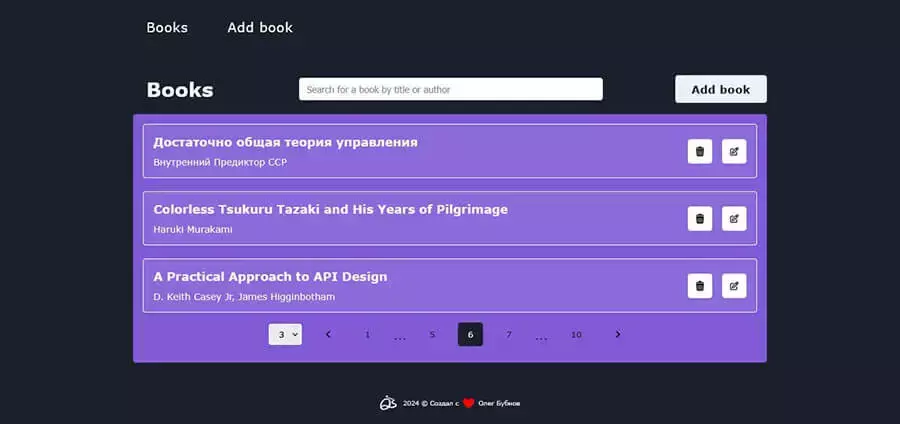 Books Add book
Books Search for a book by title or author Add book
Достаточно общая теория управления
Внутренний Предиктор СССР
Colorless Tsukuru Tazaki and His Years of Pilgrimage
Haruki Murakami
A Practical Approach to API Design
D. Keith Casey Jr, James Higginbotham
3 1 ... 5 6 7 ... 10
2024 © Создал с Олег Бубнов